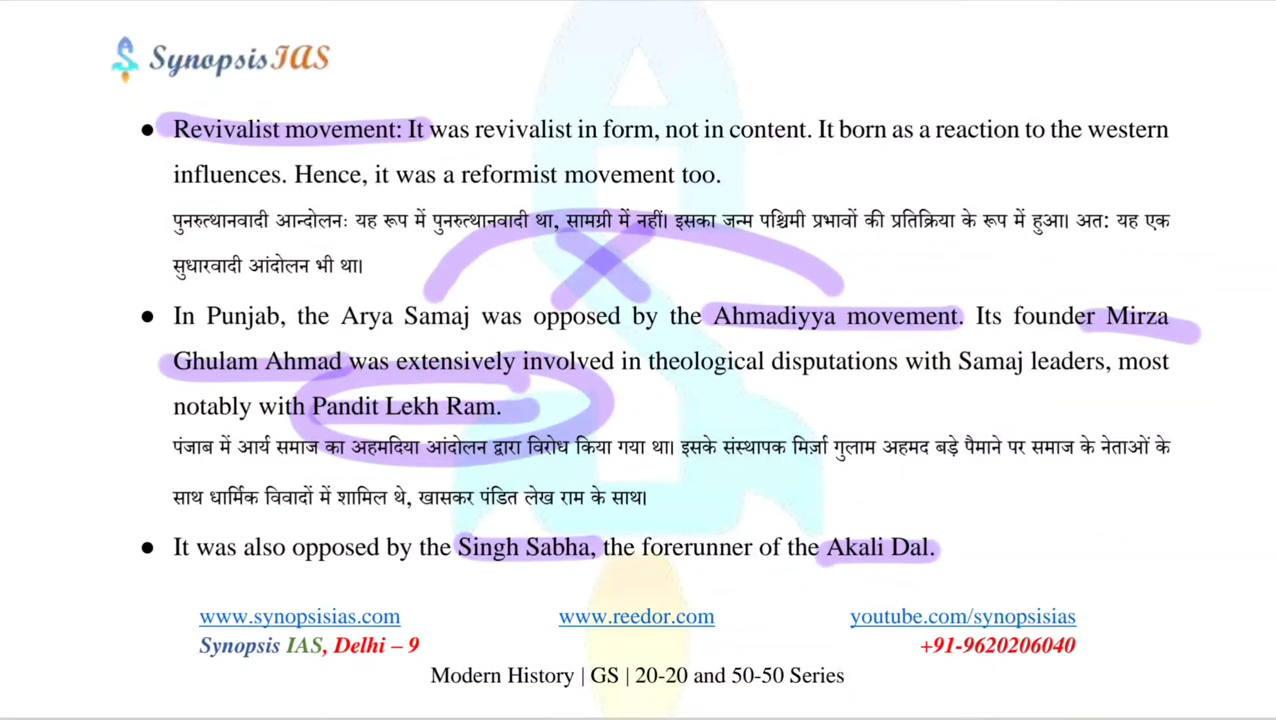 Synopsis IAS
● Revivalist movement: It was revivalist in form, not in content. It born as a reaction to the western
influences. Hence, it was a reformist movement too.
पुनरुत्थानवादी आन्दोलनः यह रूप में पुनरुत्थानवादी था, सामग्री में नहीं। इसका जन्म पश्चिमी प्रभावों की प्रतिक्रिया के रूप में हुआ। अत: यह एक
सुधारवादी आंदोलन भी था।
● In Punjab, the Arya Samaj was opposed by the Ahmadiyya movement. Its founder Mirza
Ghulam Ahmad was extensively involved in theological disputations with Samaj leaders, most
notably with Pandit Lekh Ram.
पंजाब में आर्य समाज का अहमदिया आंदोलन द्वारा विरोध किया गया था। इसके संस्थापक मिर्ज़ा गुलाम अहमद बड़े पैमाने पर समाज के नेताओं के
साथ धार्मिक विवादों में शामिल थे, खासकर पंडित लेख राम के साथ।
● It was also opposed by the Singh Sabha, the forerunner of the Akali Dal.
www.synopsisias.com www.reedor.com youtube.com/synopsisias
Synopsis IAS, Delhi – 9 +91-9620206040
Modern History | GS | 20-20 and 50-50 Series